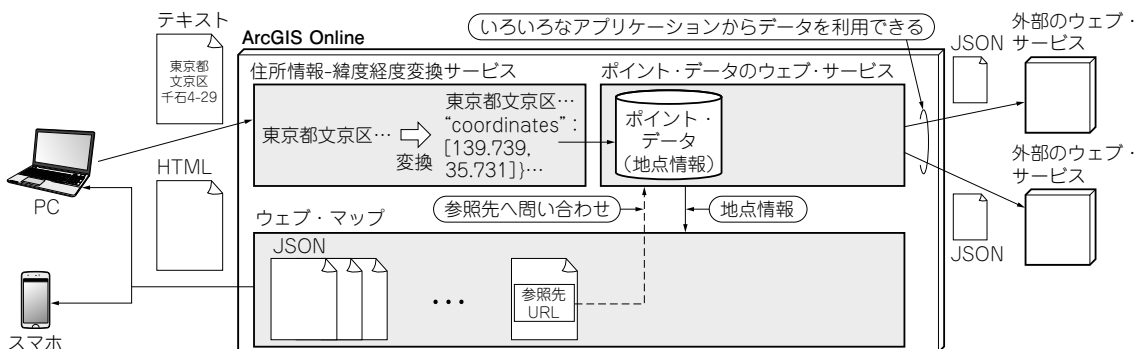 テキスト
東京都
文京区
千石4-29
HTML
PC
スマホ
ArcGIS Online
いろいろなアプリケーションからデータを利用できる
住所情報-緯度経度変換サービス
東京都文京区…
変換
東京都文京区…
“coordinates”:
[139.739,
35.731]}…
ポイント・データのウェブ・サービス
ポイント・
データ
(地点情報)
参照先へ問い合わせ
地点情報
ウェブ・マップ
JSON
…
参照先
URL
JSON
外部のウェブ・
サービス
外部のウェブ・
サービス
JSON